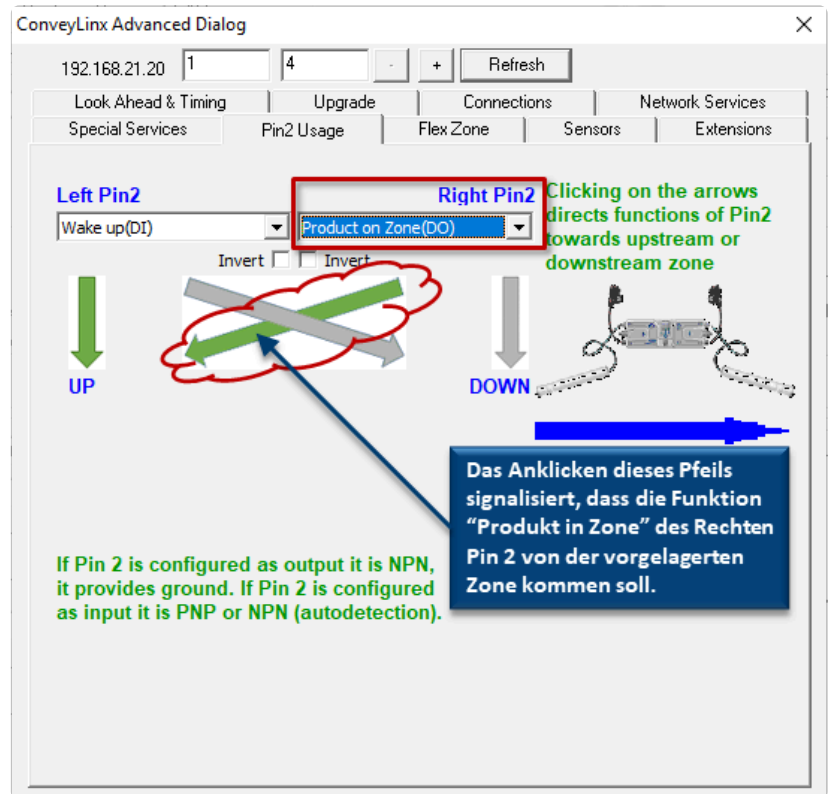 ConveyLinx Advanced Dialog
192.168.21.20 1 4 - + Refresh
Look Ahead & Timing Upgrade Connections Network Services
Special Services Pin2 Usage Flex Zone Sensors Extensions
Left Pin2 Right Pin2
Wake up(DI) Product on Zone(DO)
Invert Invert
Clicking on the arrows
directs functions of Pin2
towards upstream or
downstream zone
UP DOWN
Das Anklicken dieses Pfeils
signalisiert, dass die Funktion
“Produkt in Zone” des Rechten
Pin 2 von der vorgelagerten
Zone kommen soll.
If Pin 2 is configured as output it is NPN,
it provides ground. If Pin 2 is configured
as input it is PNP or NPN (autodetection).